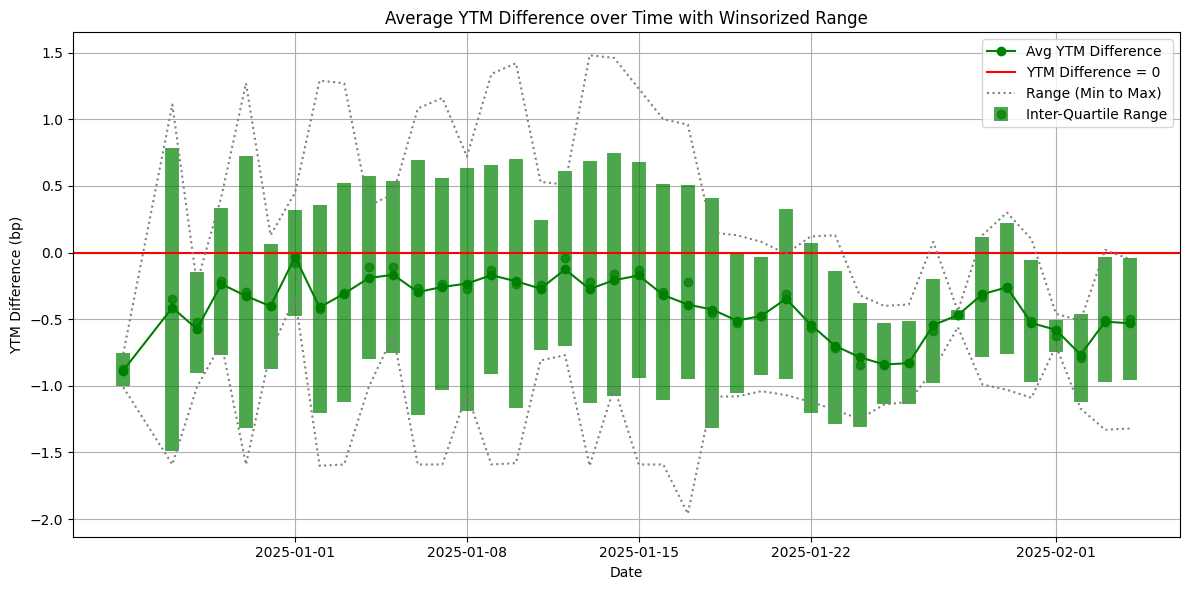 Average YTM Difference over Time with Winsorized Range
Avg YTM Difference
YTM Difference = 0
Range (Min to Max)
Inter-Quartile Range
YTM Difference (bp)
1.5
1.0
0.5
0.0
−0.5
−1.0
−1.5
−2.0
2025-01-01
2025-01-08
2025-01-15
2025-01-22
2025-02-01
Date